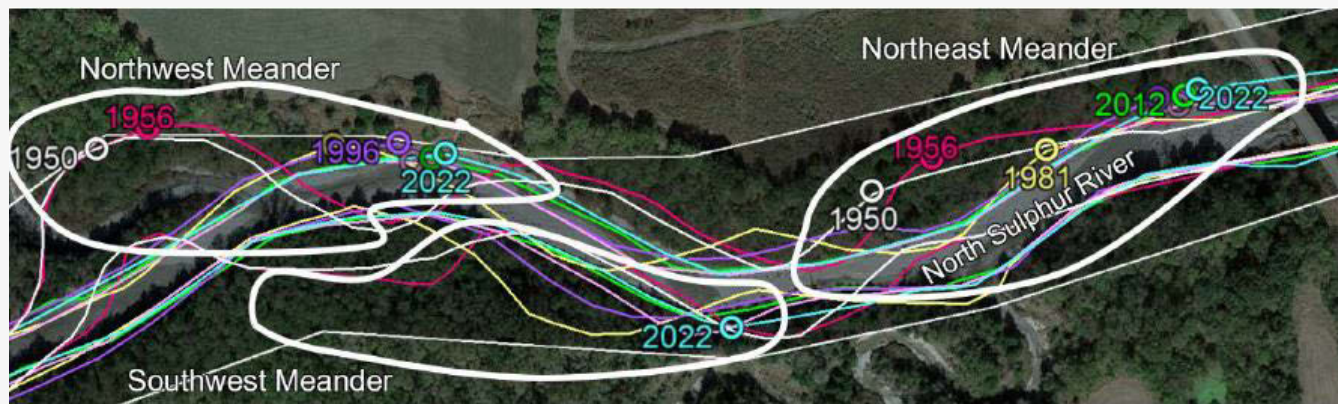 Northwest Meander
Northeast Meander
1956
1950
1996
2022
2012
2022
1956
1981
1950
North Sulphur River
2022
Southwest Meander